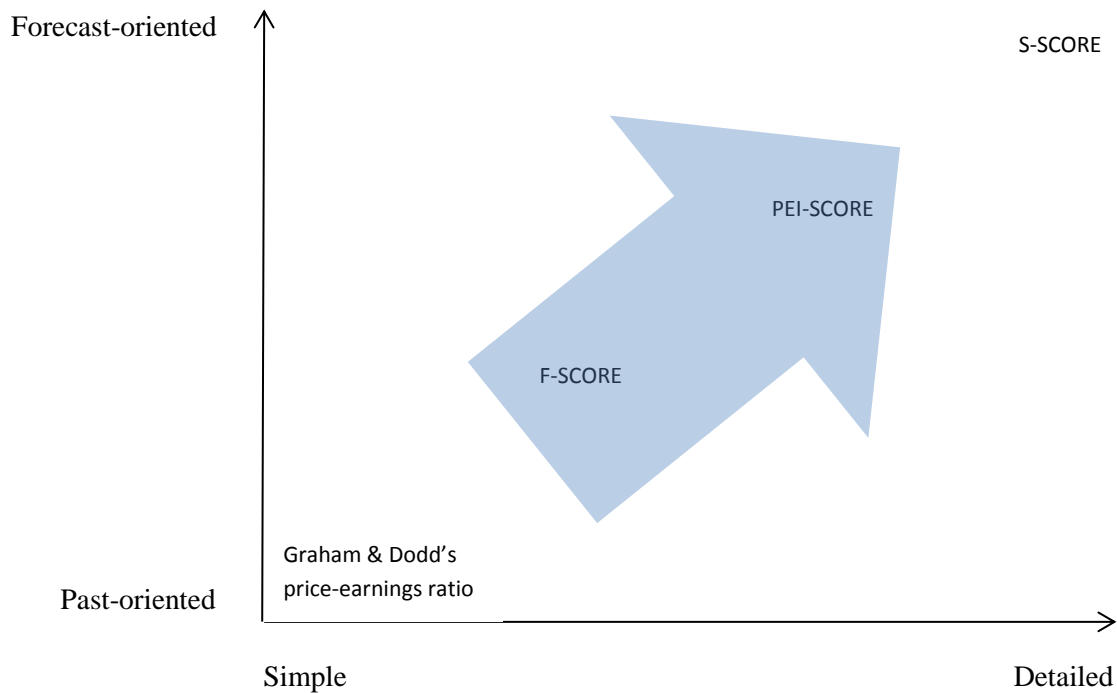 Forecast-oriented
S-SCORE
PEI-SCORE
F-SCORE
Graham & Dodd’s
price-earnings ratio
Past-oriented
Simple
Detailed